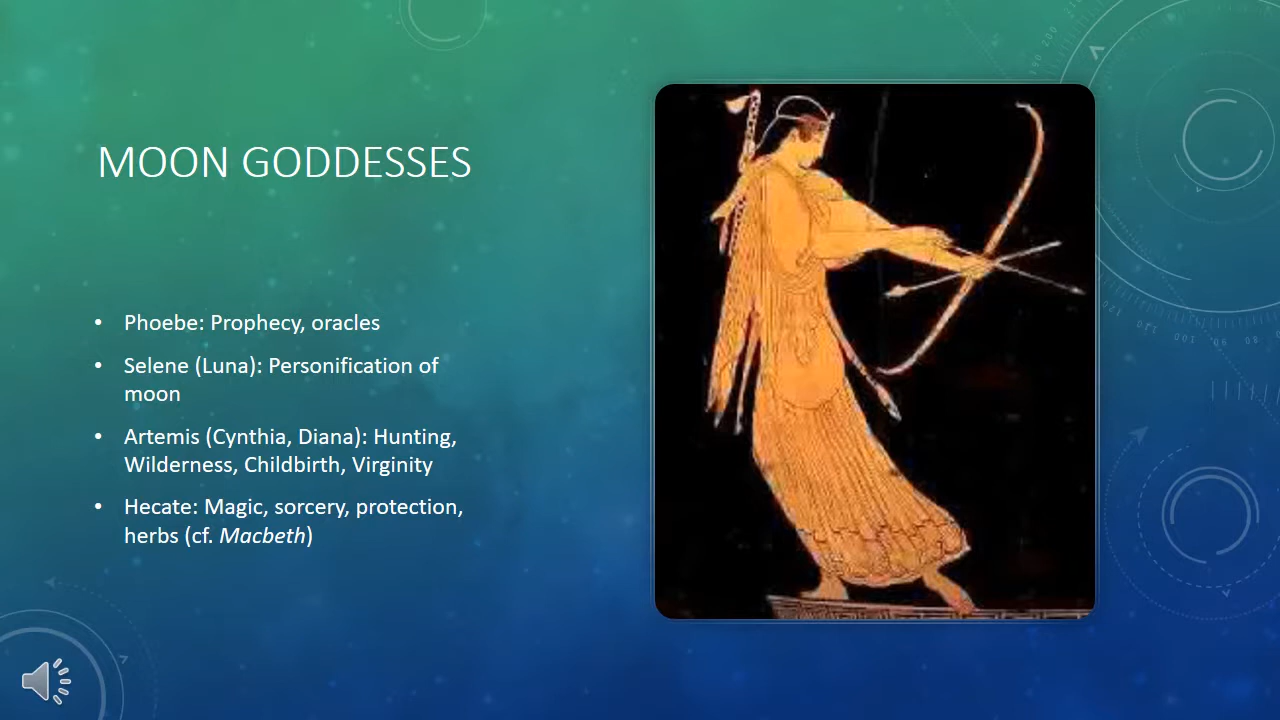 MOON GODDESSES
• Phoebe: Prophecy, oracles
• Selene (Luna): Personification of
moon
• Artemis (Cynthia, Diana): Hunting,
Wilderness, Childbirth, Virginity
• Hecate: Magic, sorcery, protection,
herbs (cf. Macbeth)